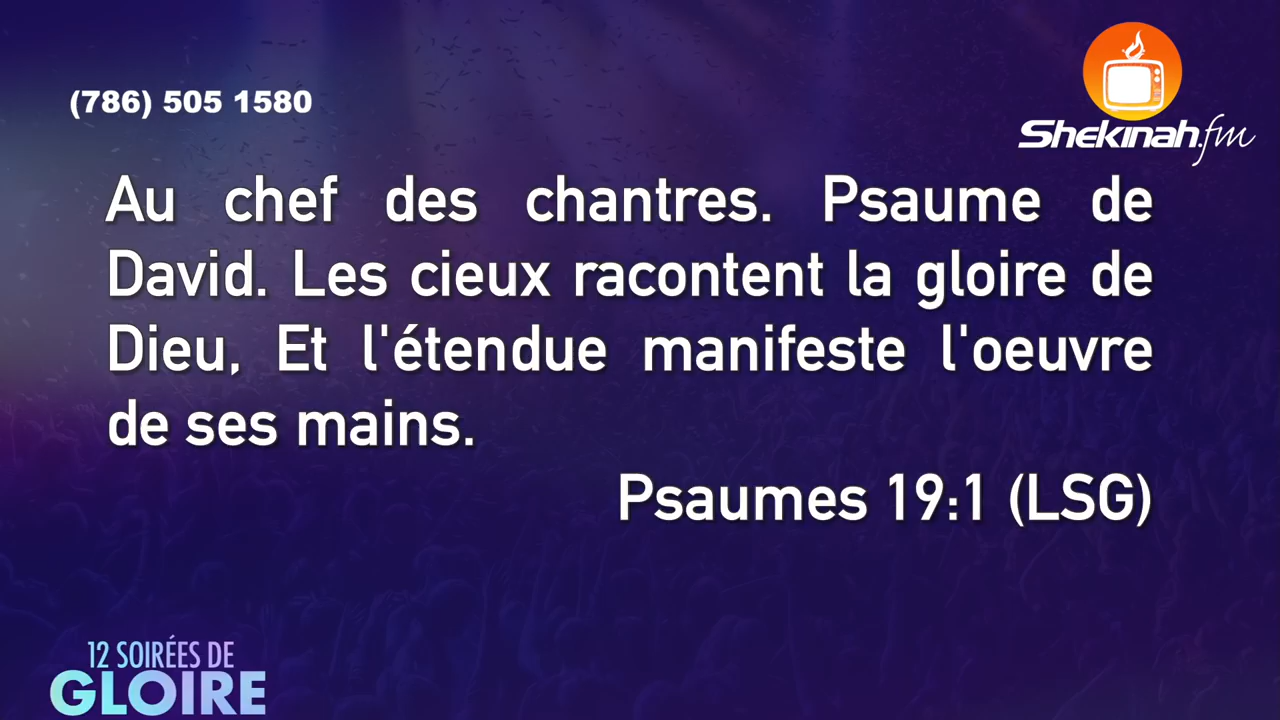 (786) 505 1580
Shekinah.fm
Au chef des chantres. Psaume de
David. Les cieux racontent la gloire de
Dieu, Et l'étendue manifeste l'oeuvre
de ses mains.
Psaumes 19:1 (LSG)
12 SOIRÉES DE
GLOIRE